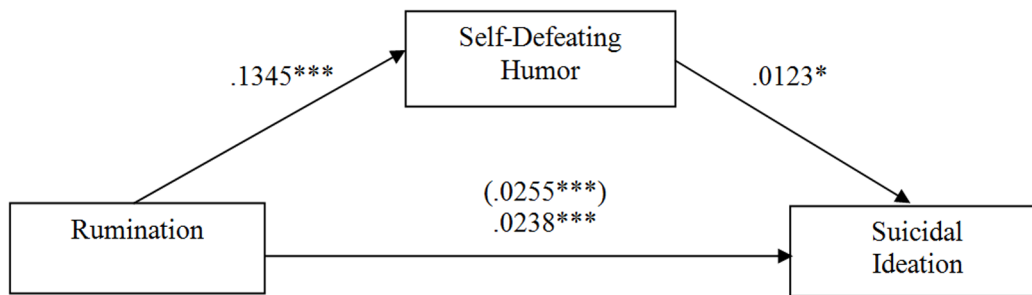 Self-Defeating
Humor
.1345***
.0123*
(.0255***)
.0238***
Rumination
Suicidal
Ideation